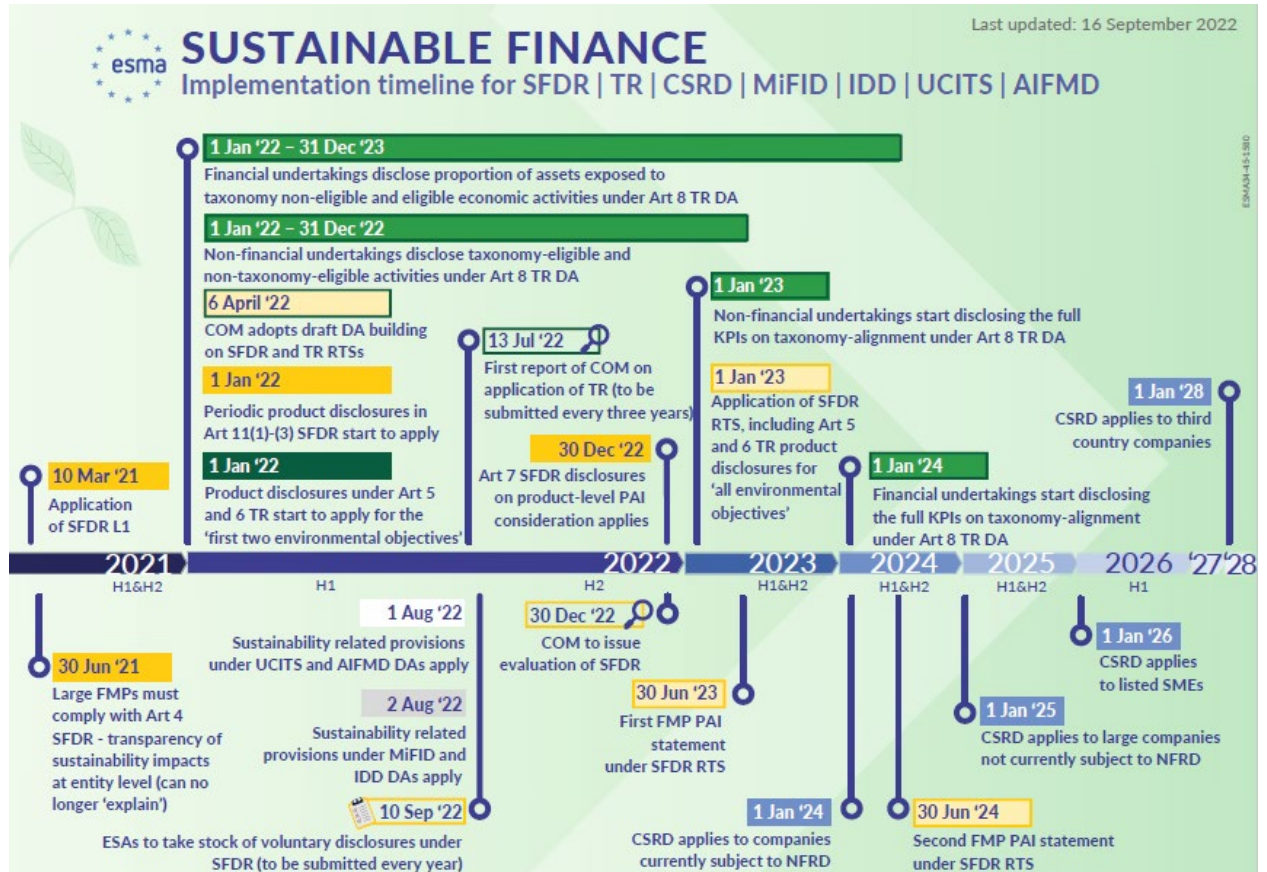 Last updated: 16 September 2022
esma
SUSTAINABLE FINANCE
Implementation timeline for SFDR | TR | CSRD | MiFID | IDD | UCITS | AIFMD
ESMA34-45-1580
1 Jan ‘22 – 31 Dec ‘23
Financial undertakings disclose proportion of assets exposed to
taxonomy non-eligible and eligible economic activities under Art 8 TR DA
1 Jan ‘22 – 31 Dec ‘22
Non-financial undertakings disclose taxonomy-eligible and
non-taxonomy-eligible activities under Art 8 TR DA
6 April ‘22
COM adopts draft DA building
on SFDR and TR RTSs
1 Jan ‘22
Periodic product disclosures in
Art 11(1)-(3) SFDR start to apply
1 Jan ‘22
Product disclosures under Art 5
and 6 TR start to apply for the
‘first two environmental objectives’
10 Mar ‘21
Application
of SFDR L1
13 Jul ‘22
First report of COM on
application of TR (to be
submitted every three years)
30 Dec ‘22
Art 7 SFDR disclosures
on product-level PAI
consideration applies
1 Jan ‘23
Non-financial undertakings start disclosing the full
KPIs on taxonomy-alignment under Art 8 TR DA
1 Jan ‘23
Application of SFDR
RTS, including Art 5
and 6 TR product
disclosures for
‘all environmental
objectives’
1 Jan ‘24
Financial undertakings start disclosing
the full KPIs on taxonomy-alignment
under Art 8 TR DA
1 Jan ‘28
CSRD applies to third
country companies
2021 2022 2023 2024 2025 2026 ‘27 ‘28
H1&H2 H1 H2 H1&H2 H1&H2 H1&H2 H1
30 Jun ‘21
Large FMPs must
comply with Art 4
SFDR - transparency of
sustainability impacts
at entity level (can no
longer ‘explain’)
1 Aug ‘22
Sustainability related provisions
under UCITS and AIFMD DAs apply
2 Aug ‘22
Sustainability related
provisions under MiFID and
IDD DAs apply
10 Sep ‘22
ESAs to take stock of voluntary disclosures under
SFDR (to be submitted every year)
30 Dec ‘22
COM to issue
evaluation of SFDR
30 Jun ‘23
First FMP PAI
statement
under SFDR RTS
1 Jan ‘24
CSRD applies to companies
currently subject to NFRD
30 Jun ‘24
Second FMP PAI statement
under SFDR RTS
1 Jan ‘25
CSRD applies to large companies
not currently subject to NFRD
1 Jan ‘26
CSRD applies
to listed SMEs